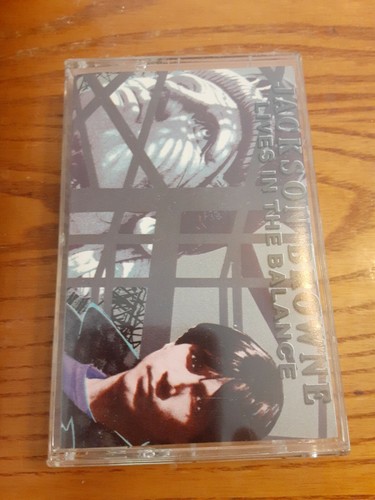 JACKSON BROWNE
LIVES IN THE BALANCE